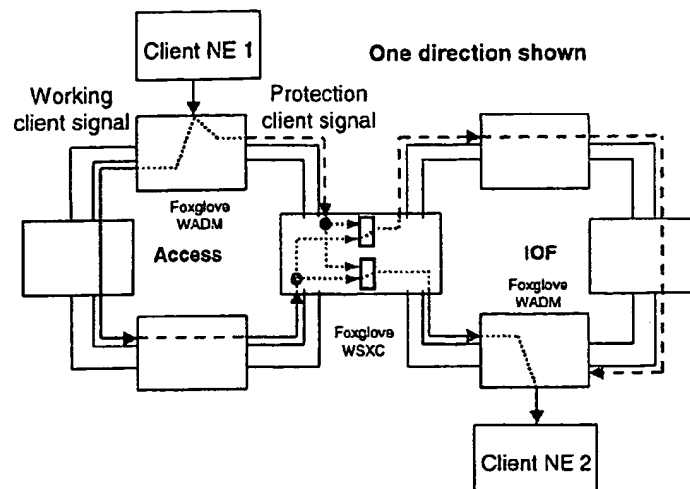 Client NE 1
One direction shown
Working
client signal
Protection
client signal
Foxglove
WADM
Access
IOF
Foxglove
WADM
Foxglove
WSXC
Client NE 2